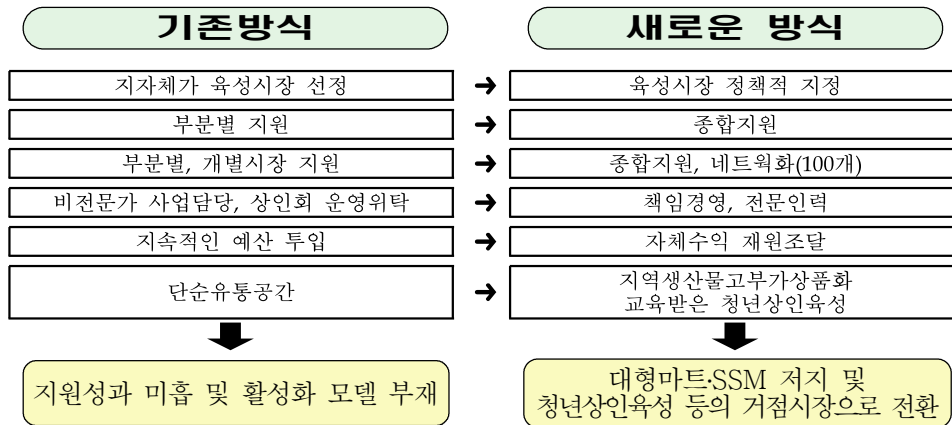 기존방식
새로운 방식
지자체가 육성시장 선정 ➔ 육성시장 정책적 지정
부분별 지원 ➔ 종합지원
부분별, 개별시장 지원 ➔ 종합지원, 네트웍화(100개)
비전문가 사업담당, 상인회 운영위탁 ➔ 책임경영, 전문인력
지속적인 예산 투입 ➔ 자체수익 재원조달
단순유통공간 ➔ 지역생산물고부가상품화
교육받은 청년상인육성
지원성과 미흡 및 활성화 모델 부재
대형마트·SSM 저지 및
청년상인육성 등의 거점시장으로 전환